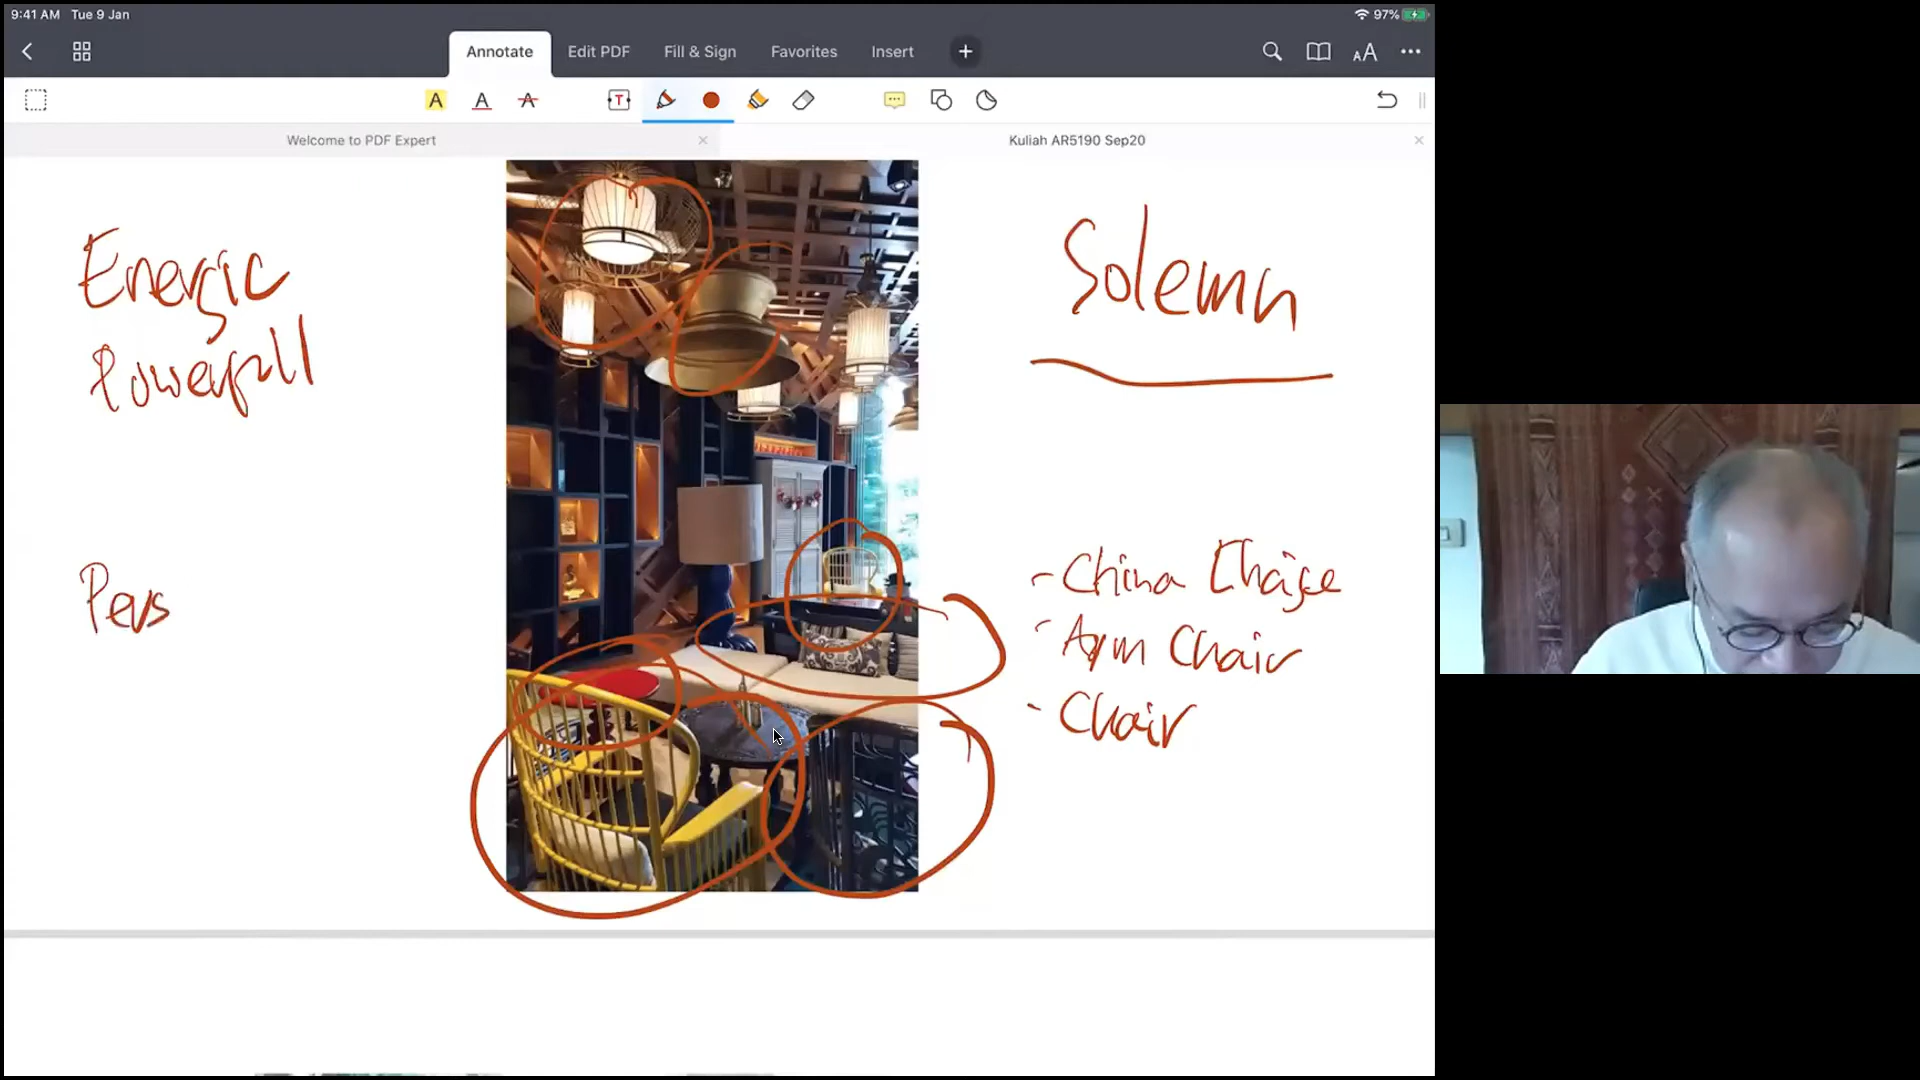 9:41 AM Tue 9 Jan
97%
Annotate
Edit PDF
Fill & Sign
Favorites
Insert
Welcome to PDF Expert
Kuliah AR5190 Sep20
Energic
Powerfull
Solemn
Pers
- China Chaise
- Arm Chair
- Chair